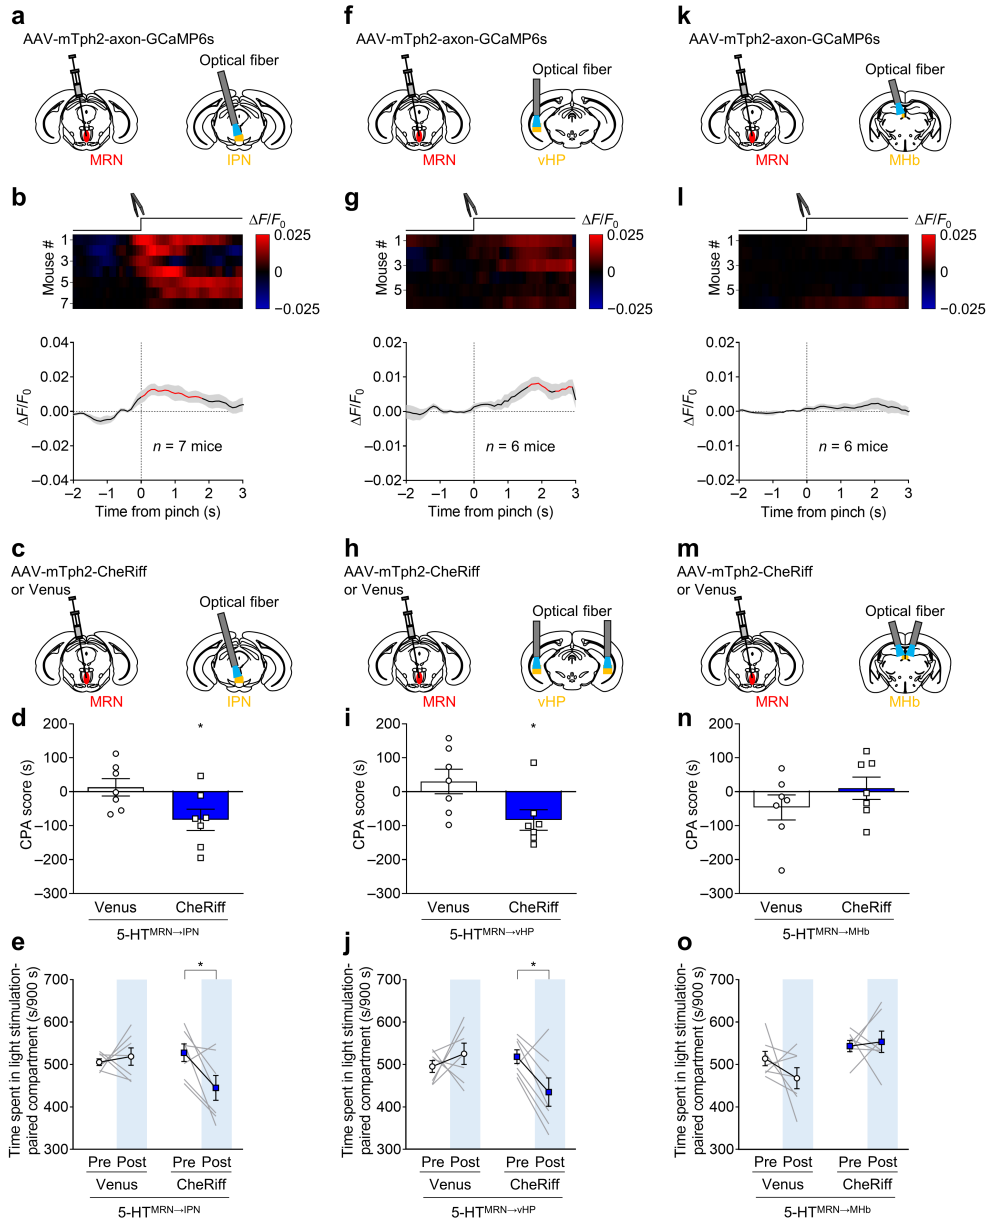 a
AAV-mTph2-axon-GCaMP6s
Optical fiber
MRN
IPN
b
Mouse #
1
3
5
7
ΔF/F0
0.025
0
−0.025
ΔF/F0
0.04
0.02
0.00
−0.02
−0.04
n = 7 mice
−2 −1 0 1 2 3
Time from pinch (s)
c
AAV-mTph2-CheRiff
or Venus
Optical fiber
MRN
IPN
d
CPA score (s)
200
100
0
−100
−200
−300
*
Venus CheRiff
5-HTMRN→IPN
e
Time spent in light stimulation-
paired compartment (s/900 s)
700
600
500
400
300
*
Pre Post Pre Post
Venus CheRiff
5-HTMRN→IPN
f
AAV-mTph2-axon-GCaMP6s
Optical fiber
MRN
vHP
g
Mouse #
1
3
5
ΔF/F0
0.025
0
−0.025
ΔF/F0
0.02
0.01
0.00
−0.01
−0.02
n = 6 mice
−2 −1 0 1 2 3
Time from pinch (s)
h
AAV-mTph2-CheRiff
or Venus
Optical fiber
MRN
vHP
i
CPA score (s)
200
100
0
−100
−200
−300
*
Venus CheRiff
5-HTMRN→vHP
j
Time spent in light stimulation-
paired compartment (s/900 s)
700
600
500
400
300
*
Pre Post Pre Post
Venus CheRiff
5-HTMRN→vHP
k
AAV-mTph2-axon-GCaMP6s
Optical fiber
MRN
MHb
l
Mouse #
1
5
ΔF/F0
0.025
0
−0.025
ΔF/F0
0.02
0.01
0.00
−0.01
−0.02
n = 6 mice
−2 −1 0 1 2 3
Time from pinch (s)
m
AAV-mTph2-CheRiff
or Venus
Optical fiber
MRN
MHb
n
CPA score (s)
200
100
0
−100
−200
−300
Venus CheRiff
5-HTMRN→MHb
o
Time spent in light stimulation-
paired compartment (s/900 s)
700
600
500
400
300
Pre Post Pre Post
Venus CheRiff
5-HTMRN→MHb